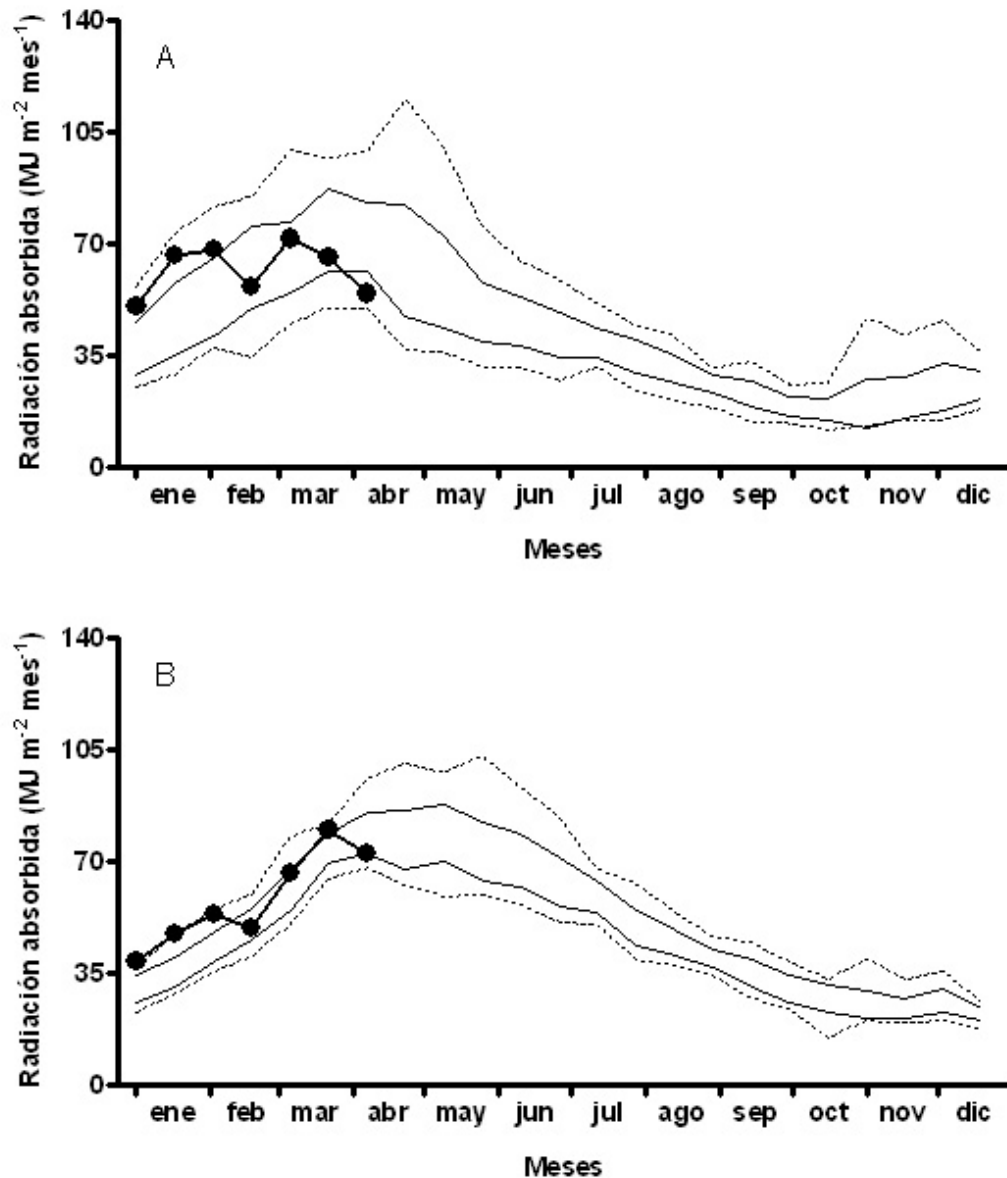 A
Radiación absorbida (MJ m⁻² mes⁻¹)
140
105
70
35
0
ene feb mar abr may jun jul ago sep oct nov dic
Meses
B
Radiación absorbida (MJ m⁻² mes⁻¹)
140
105
70
35
0
ene feb mar abr may jun jul ago sep oct nov dic
Meses